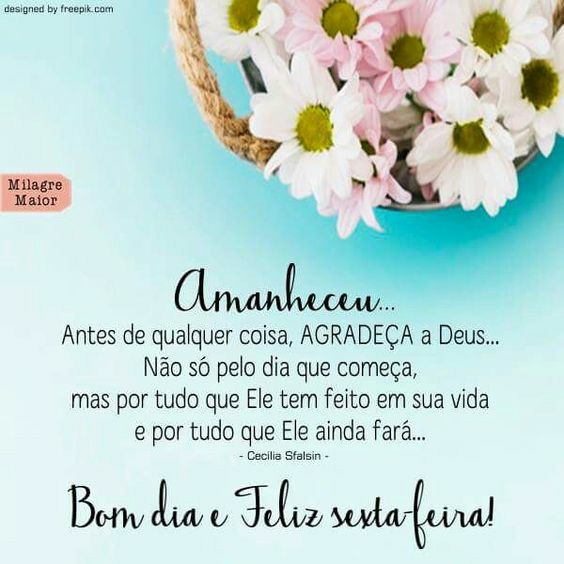 designed by freepik.com
Milagre
Maior
Amanheceu...
Antes de qualquer coisa, AGRADEÇA a Deus...
Não só pelo dia que começa,
mas por tudo que Ele tem feito em sua vida
e por tudo que Ele ainda fará...
- Cecilia Sfalsin -
Bom dia e Feliz sexta-feira!